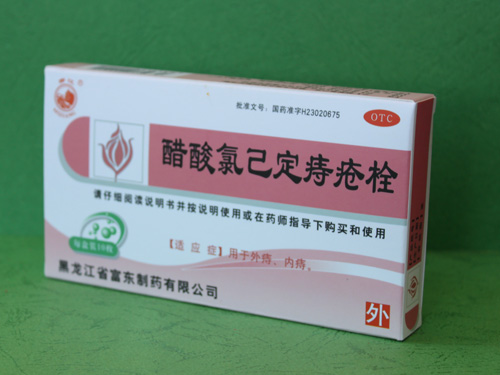 批准文号：国药准字H23020675
OTC
醋酸氯己定痔疮栓
请仔细阅读说明书并按说明使用或在药师指导下购买和使用
【适应症】用于外痔、内痔。
每盒装10枚
黑龙江省富东制药有限公司
外